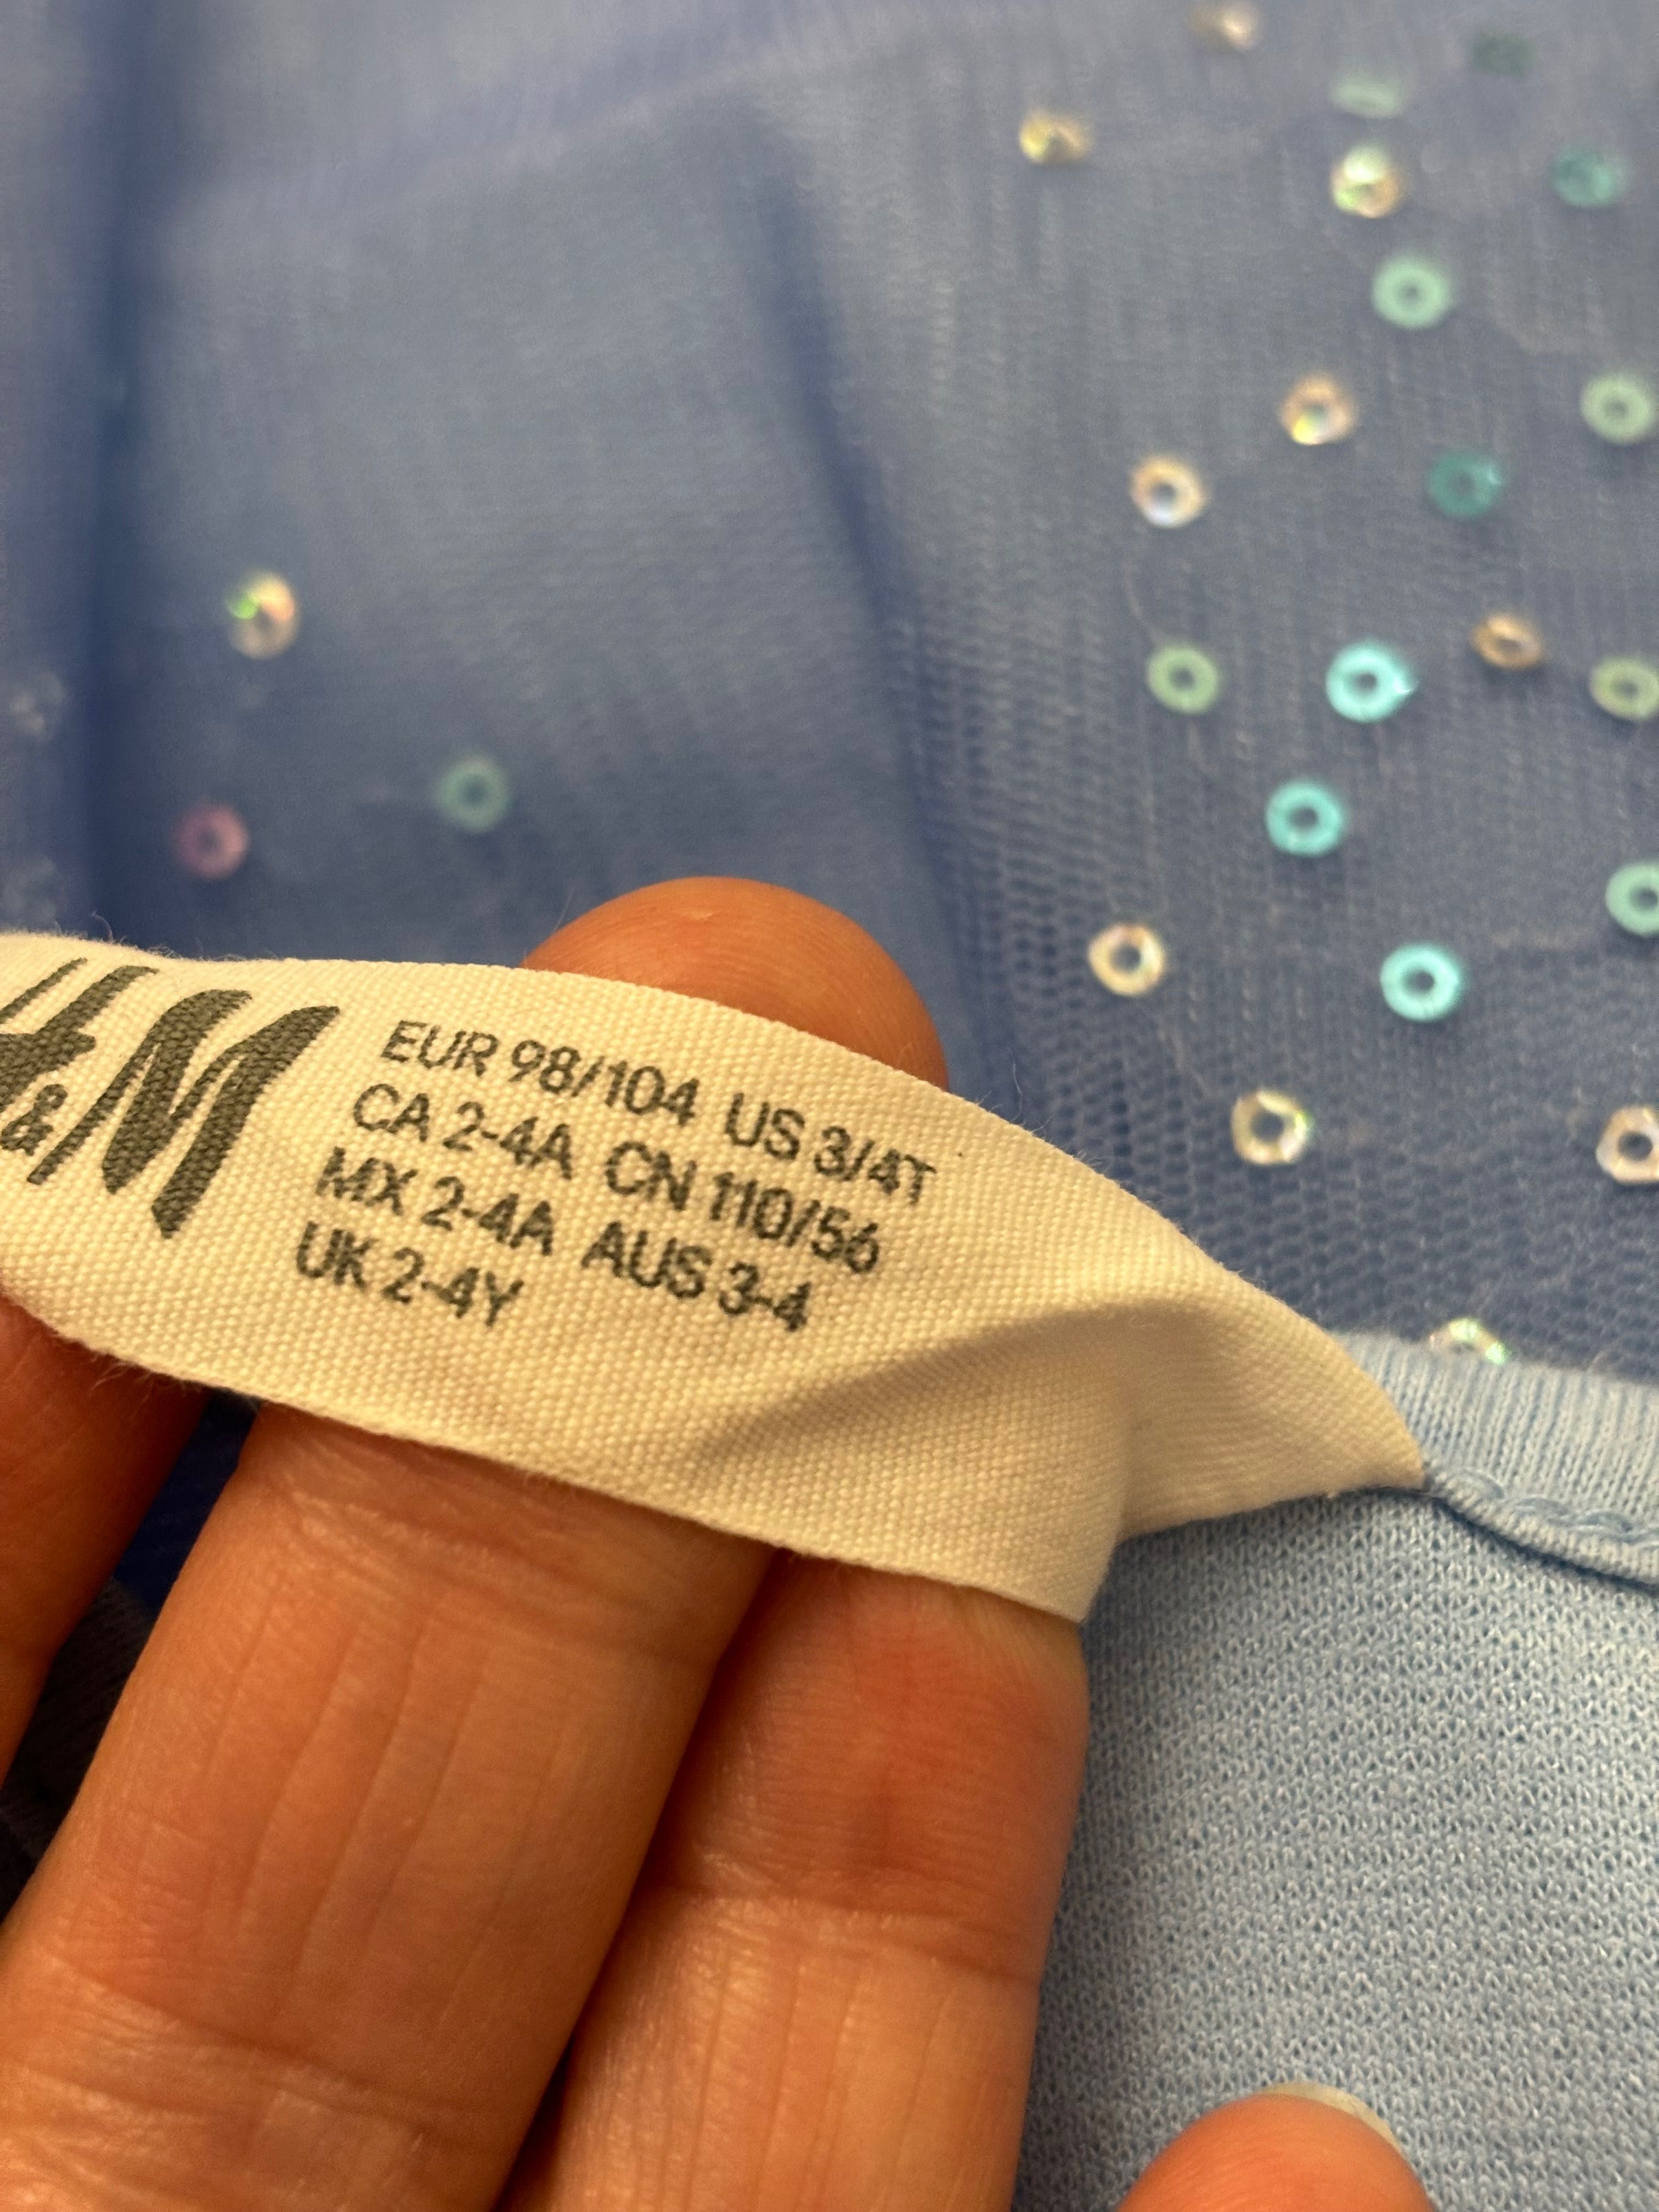 H&M
EUR 98/104 US 3/4T
CA 2-4A CN 110/56
MX 2-4A AUS 3-4
UK 2-4Y